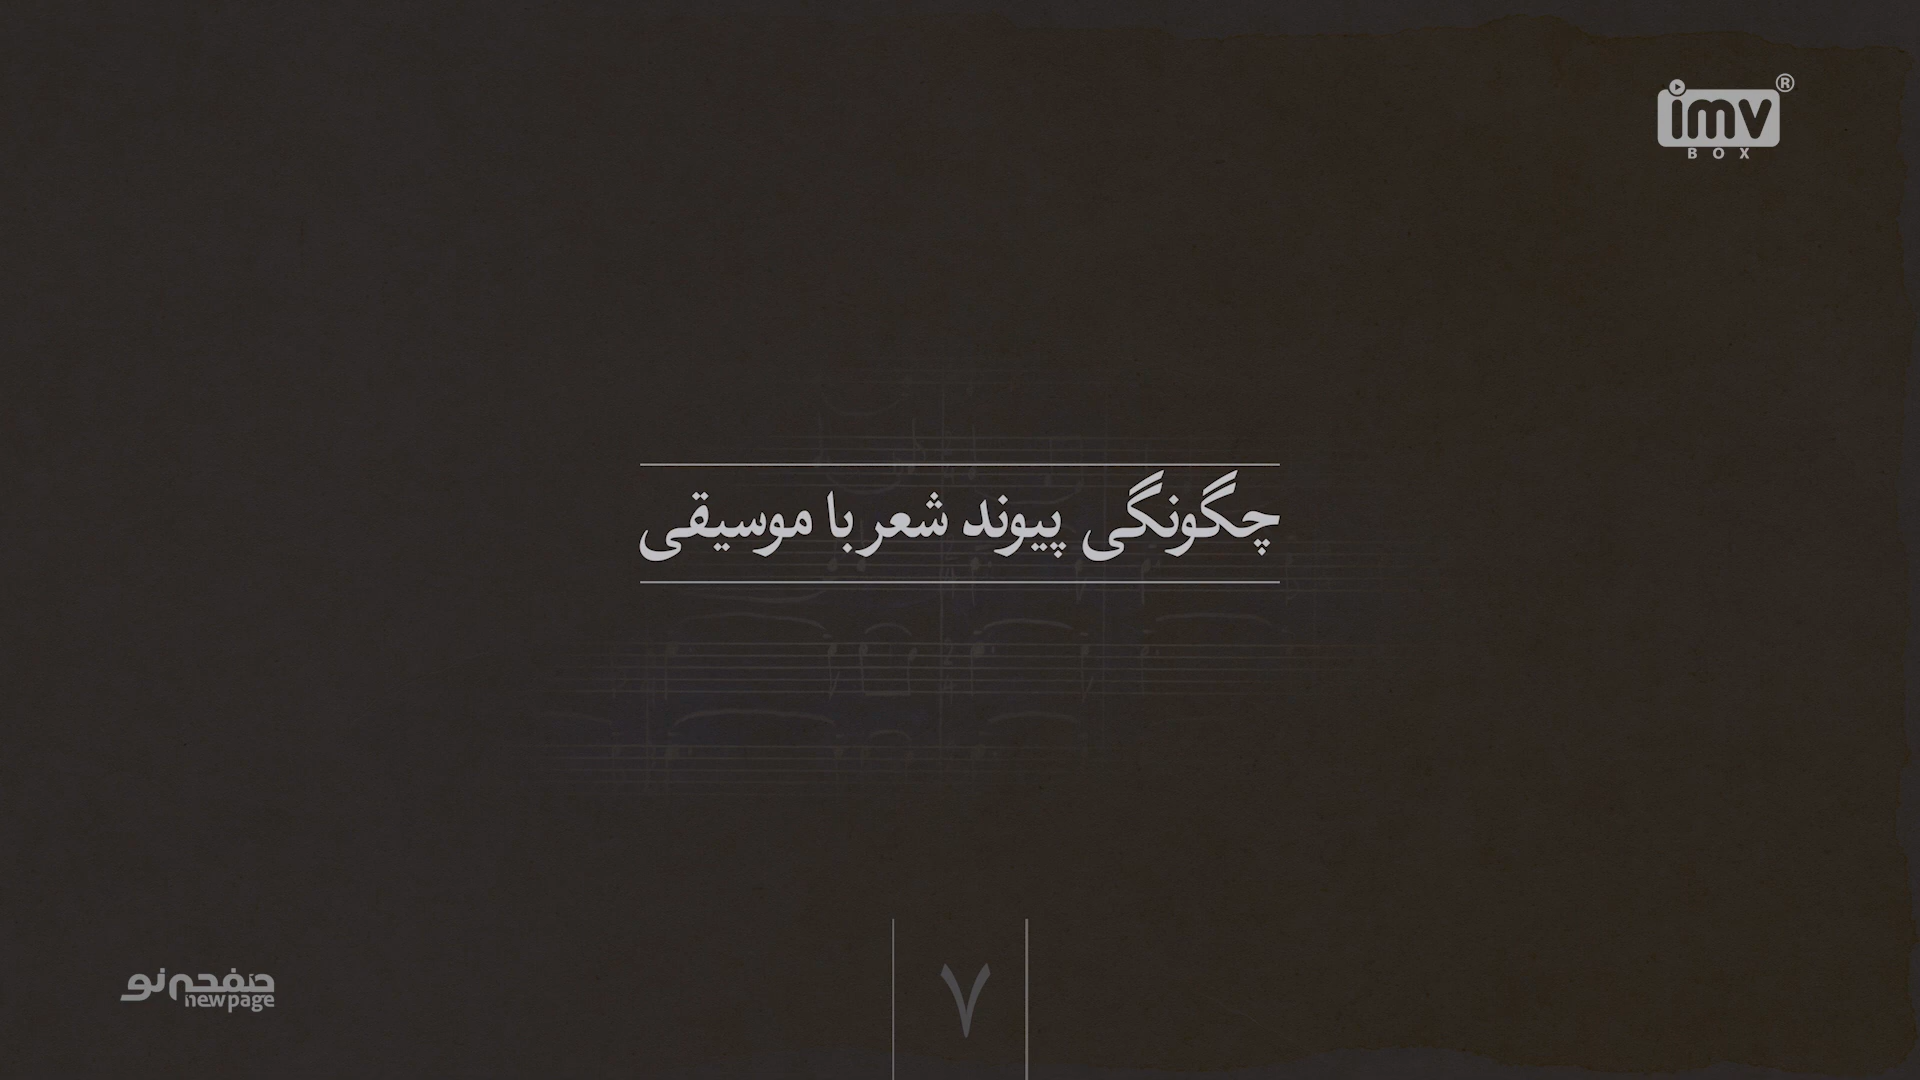 imv®
BOX
چگونگی پیوند شعر با موسیقی
صفحه نو
newpage
۷